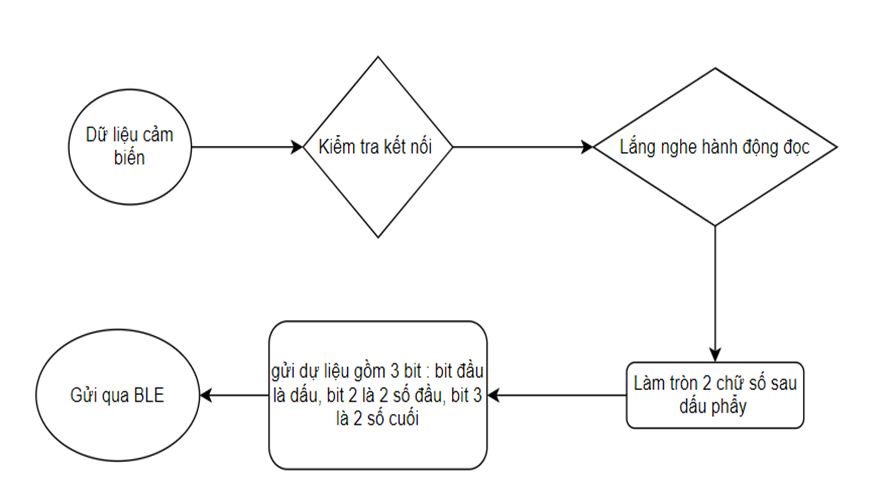 Dữ liệu cảm
biến
Kiểm tra kết nối
Lắng nghe hành động đọc
Làm tròn 2 chữ số sau
dấu phẩy
gửi dự liệu gồm 3 bit : bit đầu
là dấu, bit 2 là 2 số đầu, bit 3
là 2 số cuối
Gửi qua BLE